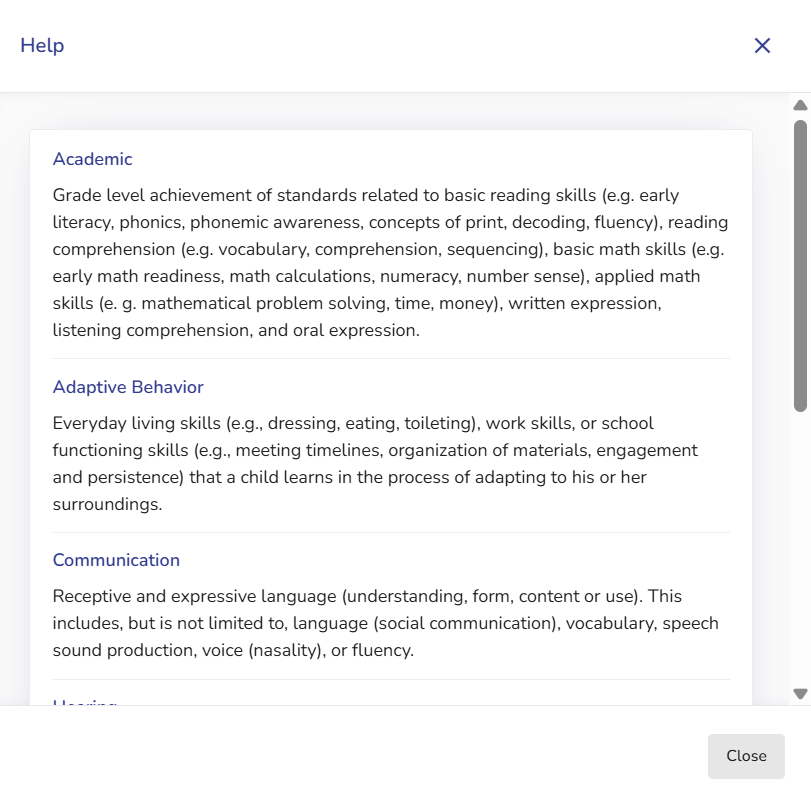 Help
Academic
Grade level achievement of standards related to basic reading skills (e.g. early
literacy, phonics, phonemic awareness, concepts of print, decoding, fluency), reading
comprehension (e.g. vocabulary, comprehension, sequencing), basic math skills (e.g.
early math readiness, math calculations, numeracy, number sense), applied math
skills (e. g. mathematical problem solving, time, money), written expression,
listening comprehension, and oral expression.
Adaptive Behavior
Everyday living skills (e.g., dressing, eating, toileting), work skills, or school
functioning skills (e.g., meeting timelines, organization of materials, engagement
and persistence) that a child learns in the process of adapting to his or her
surroundings.
Communication
Receptive and expressive language (understanding, form, content or use). This
includes, but is not limited to, language (social communication), vocabulary, speech
sound production, voice (nasality), or fluency.
Hearing
Close